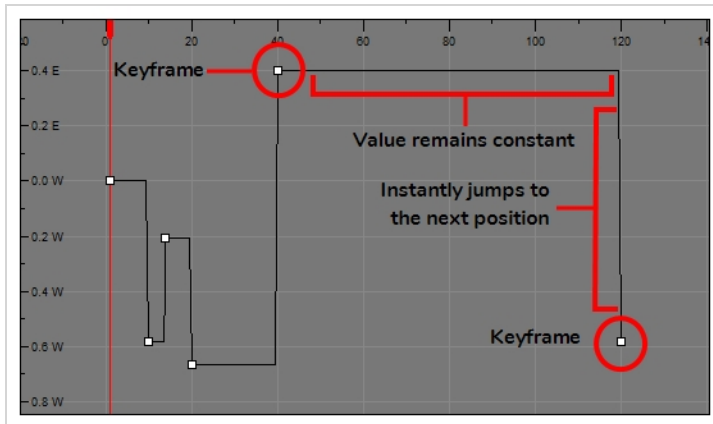 20 0 20 40 60 80 100 120 14
0.4 E
Keyframe
0.2 E
Value remains constant
0.0 W
Instantly jumps to
the next position
0.2 W
0.4 W
Keyframe
0.6 W
0.8 W